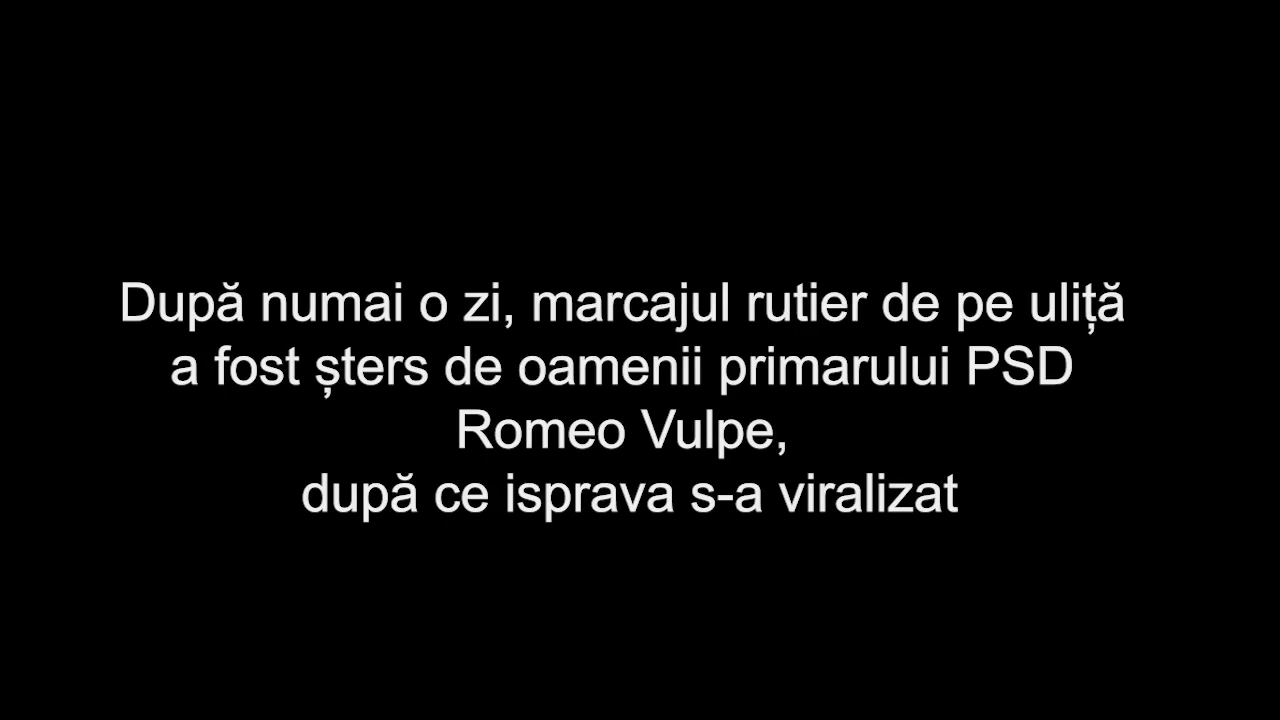 După numai o zi, marcajul rutier de pe uliță
a fost șters de oamenii primarului PSD
Romeo Vulpe,
după ce isprava s-a viralizat